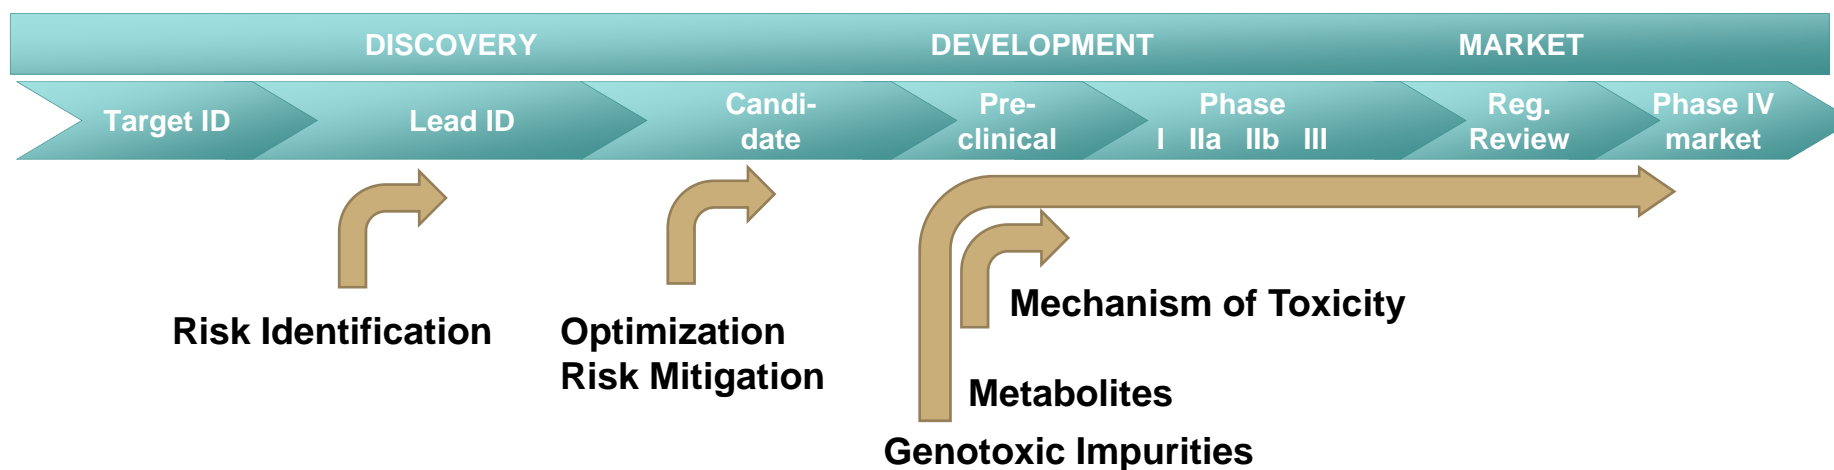 DISCOVERY DEVELOPMENT MARKET
Target ID
Lead ID
Candi-
date
Pre-
clinical
Phase
I IIa IIb III
Reg.
Review
Phase IV
market
Risk Identification
Optimization
Risk Mitigation
Mechanism of Toxicity
Metabolites
Genotoxic Impurities